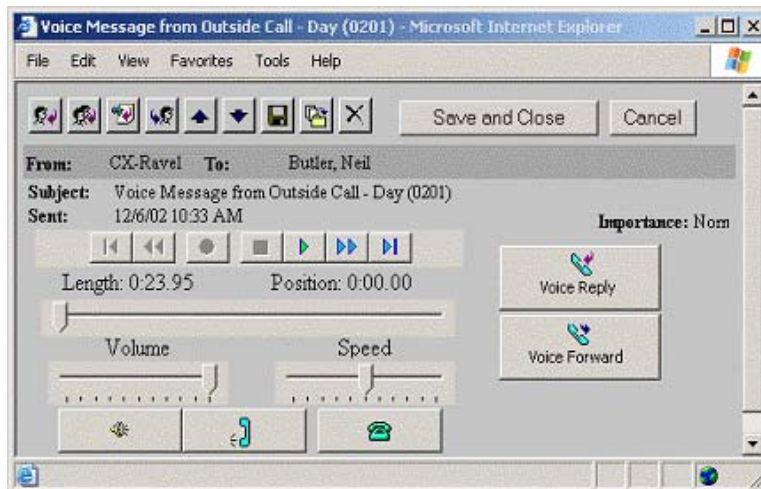 Voice Message from Outside Call - Day (0201) - Microsoft Internet Explorer
File Edit View Favorites Tools Help
Save and Close Cancel
From: CX-Ravel To: Butler, Neil
Subject: Voice Message from Outside Call - Day (0201)
Sent: 12/6/02 10:33 AM
Importance: Nom
Length: 0:23.95 Position: 0:00.00
Voice Reply
Volume Speed
Voice Forward